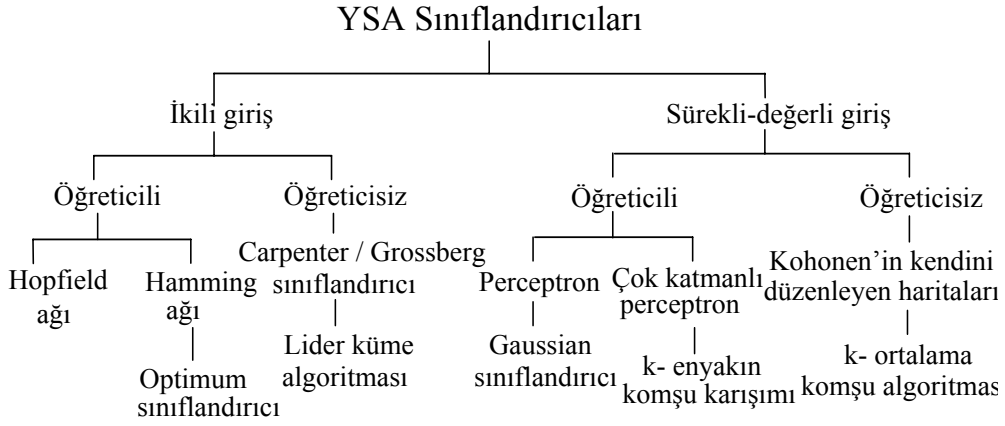 YSA Sınıflandırıcıları
İkili giriş
Sürekli-değerli giriş
Öğreticili
Öğreticisiz
Öğreticili
Öğreticisiz
Hopfield
ağı
Hamming
ağı
Carpenter / Grossberg
sınıflandırıcı
Perceptron
Çok katmanlı
perceptron
Kohonen’in kendini
düzenleyen haritaları
Optimum
sınıflandırıcı
Lider küme
algoritması
Gaussian
sınıflandırıcı
k- enyakın
komşu karışımı
k- ortalama
komşu algoritmas